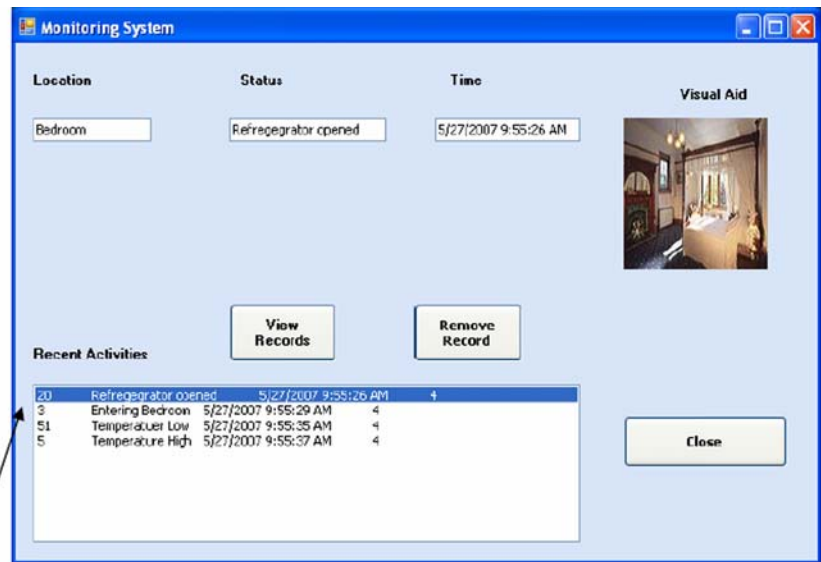 Monitoring System
Location Status Time
Visual Aid
Bedroom Refregegrator opened 5/27/2007 9:55:26 AM
View Records
Remove Record
Recent Activities
20 Refregegrator opened 5/27/2007 9:55:26 AM 4
3 Entering Bedroom 5/27/2007 9:55:29 AM 4
51 Temperatuer Low 5/27/2007 9:55:35 AM 4
5 Temperature High 5/27/2007 9:55:37 AM 4
Close